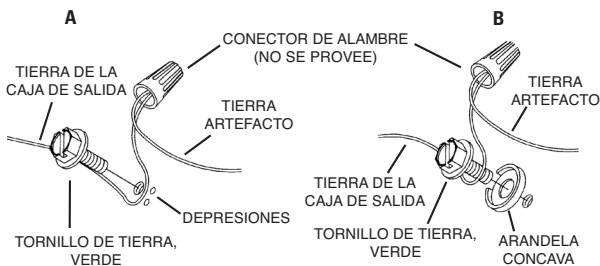 A
B
CONECTOR DE ALAMBRE
(NO SE PROVEE)
TIERRA DE LA
CAJA DE SALIDA
TIERRA
ARTEFACTO
DEPRESIONES
TORNILLO DE TIERRA,
VERDE
TIERRA
ARTEFACTO
TIERRA DE LA
CAJA DE SALIDA
TORNILLO DE TIERRA,
VERDE
ARANDELA
CONCAVA